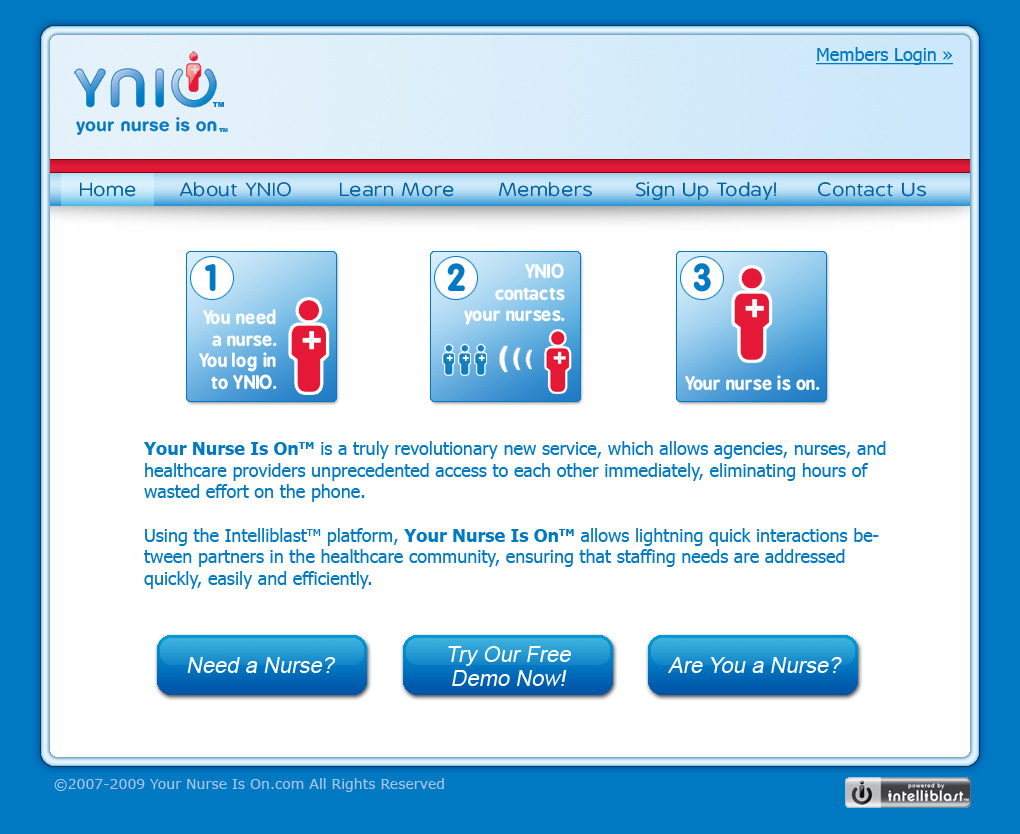 Members Login »
YNIO™
your nurse is on™
Home About YNIO Learn More Members Sign Up Today! Contact Us
1
You need
a nurse.
You log in
to YNIO.
2
YNIO
contacts
your nurses.
3
Your nurse is on.
Your Nurse Is On™ is a truly revolutionary new service, which allows agencies, nurses, and
healthcare providers unprecedented access to each other immediately, eliminating hours of
wasted effort on the phone.
Using the Intelliblast™ platform, Your Nurse Is On™ allows lightning quick interactions be-
tween partners in the healthcare community, ensuring that staffing needs are addressed
quickly, easily and efficiently.
Need a Nurse?
Try Our Free
Demo Now!
Are You a Nurse?
©2007-2009 Your Nurse Is On.com All Rights Reserved
powered by
intelliblast™